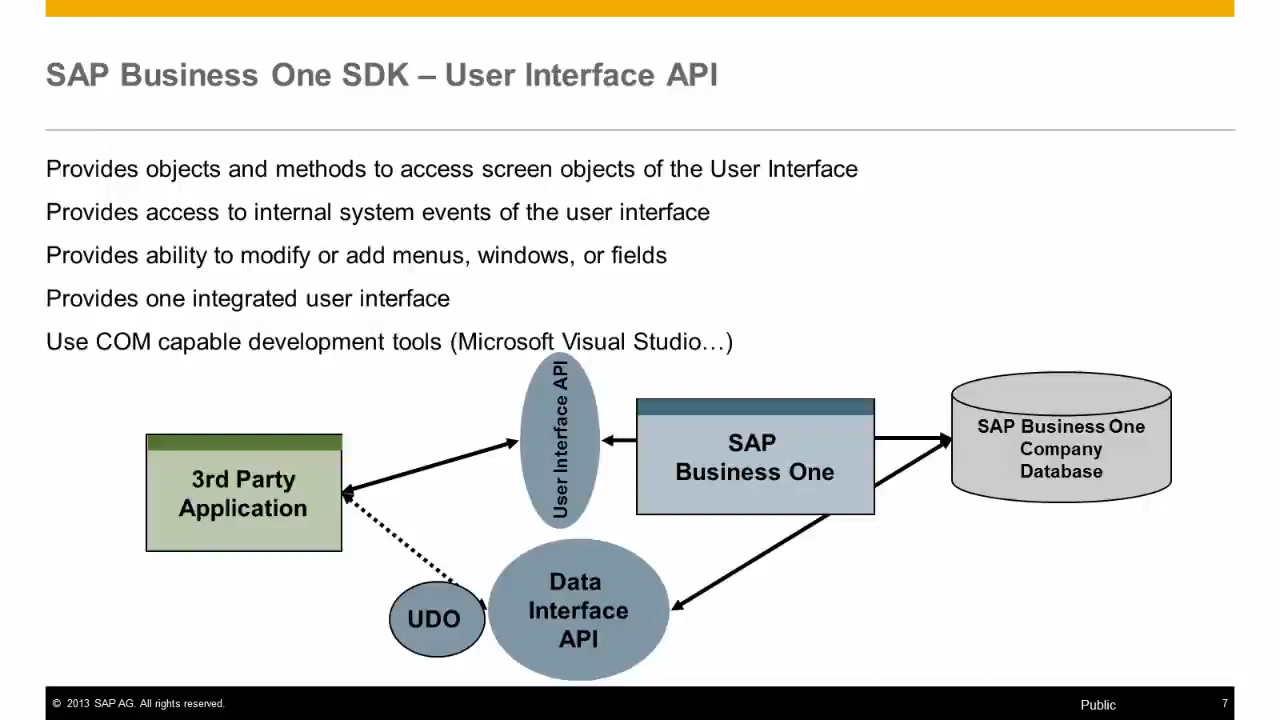 SAP Business One SDK – User Interface API
Provides objects and methods to access screen objects of the User Interface
Provides access to internal system events of the user interface
Provides ability to modify or add menus, windows, or fields
Provides one integrated user interface
Use COM capable development tools (Microsoft Visual Studio…)
User Interface API
SAP
Business One
SAP Business One
Company
Database
3rd Party
Application
UDO
Data
Interface
API
© 2013 SAP AG. All rights reserved.
Public
7